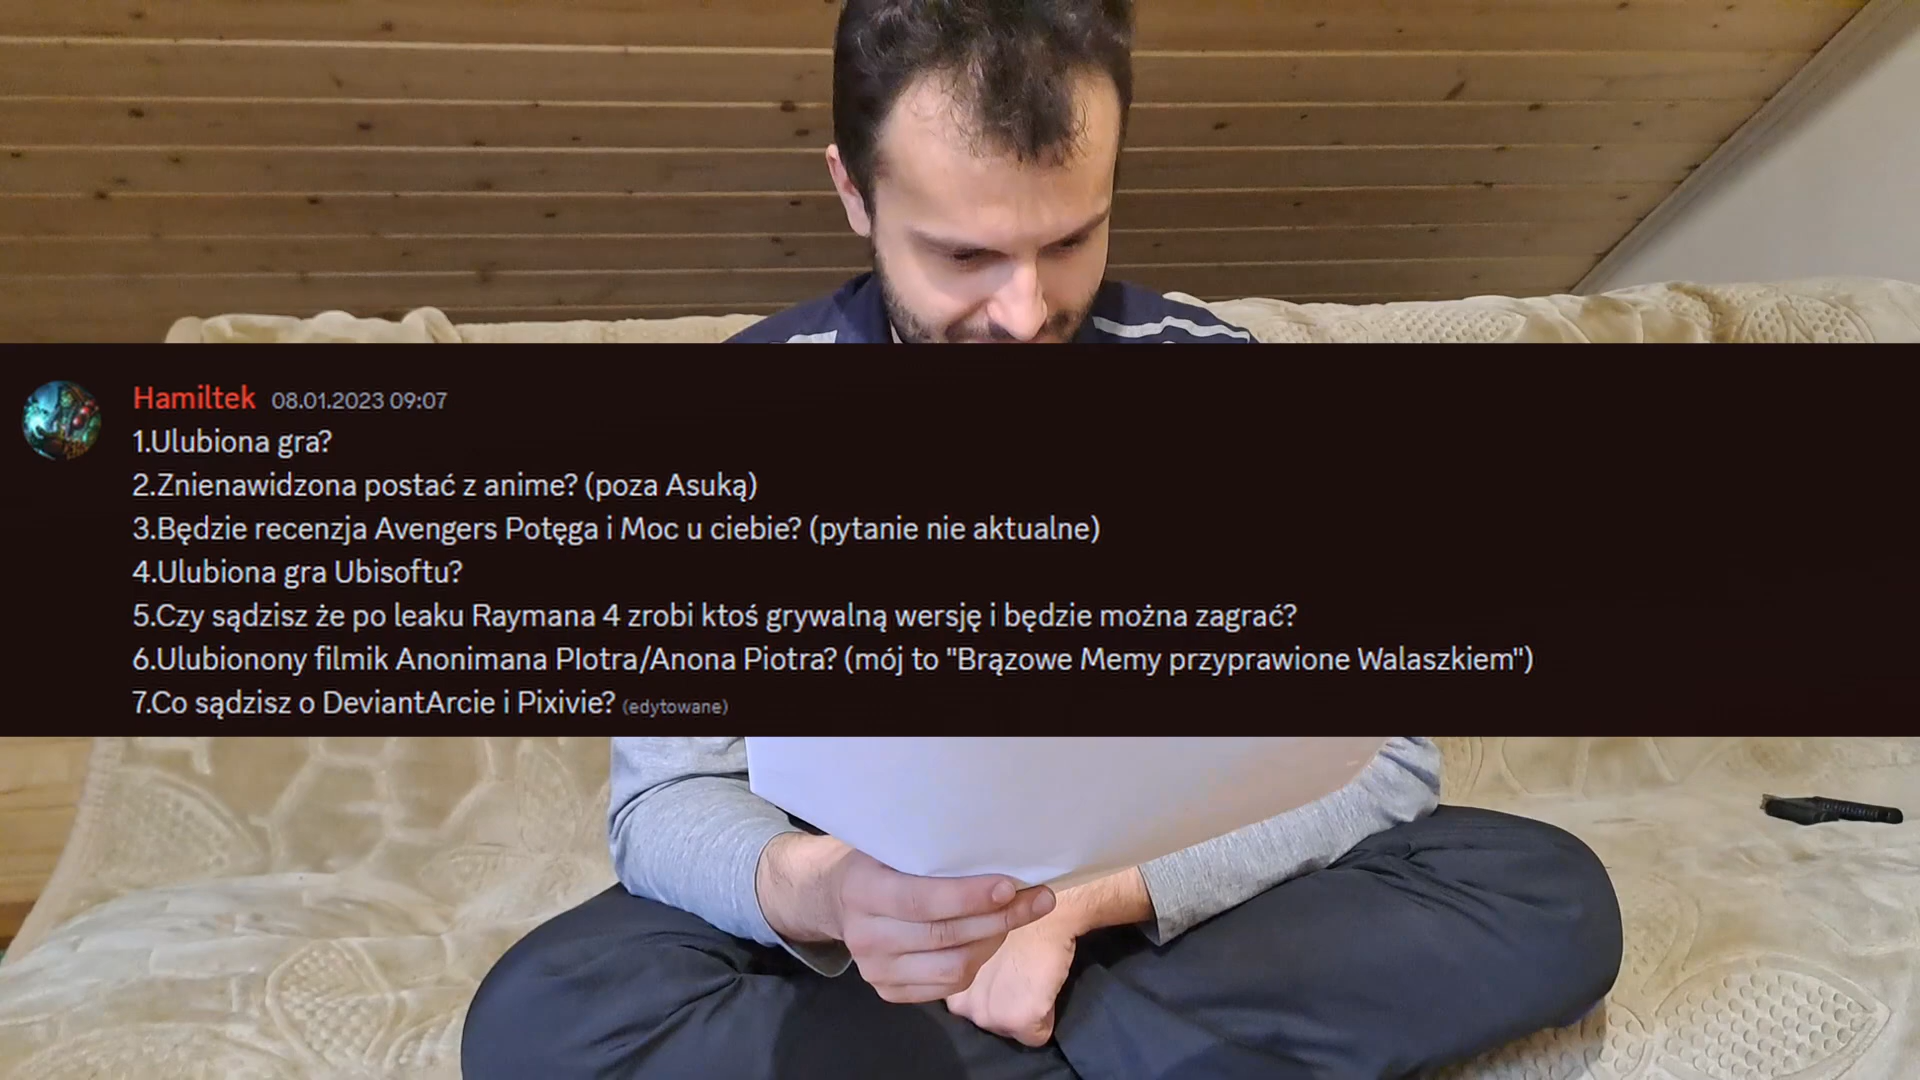 Hamiltek 08.01.2023 09:07
1.Ulubiona gra?
2.Znienawidzona postać z anime? (poza Asuką)
3.Będzie recenzja Avengers Potęga i Moc u ciebie? (pytanie nie aktualne)
4.Ulubiona gra Ubisoftu?
5.Czy sądzisz że po leaku Raymana 4 zrobi ktoś grywalną wersję i będzie można zagrać?
6.Ulubionony filmik Anonimana PIotra/Anona Piotra? (mój to "Brązowe Memy przyprawione Walaszkiem")
7.Co sądzisz o DeviantArcie i Pixivie? (edytowane)